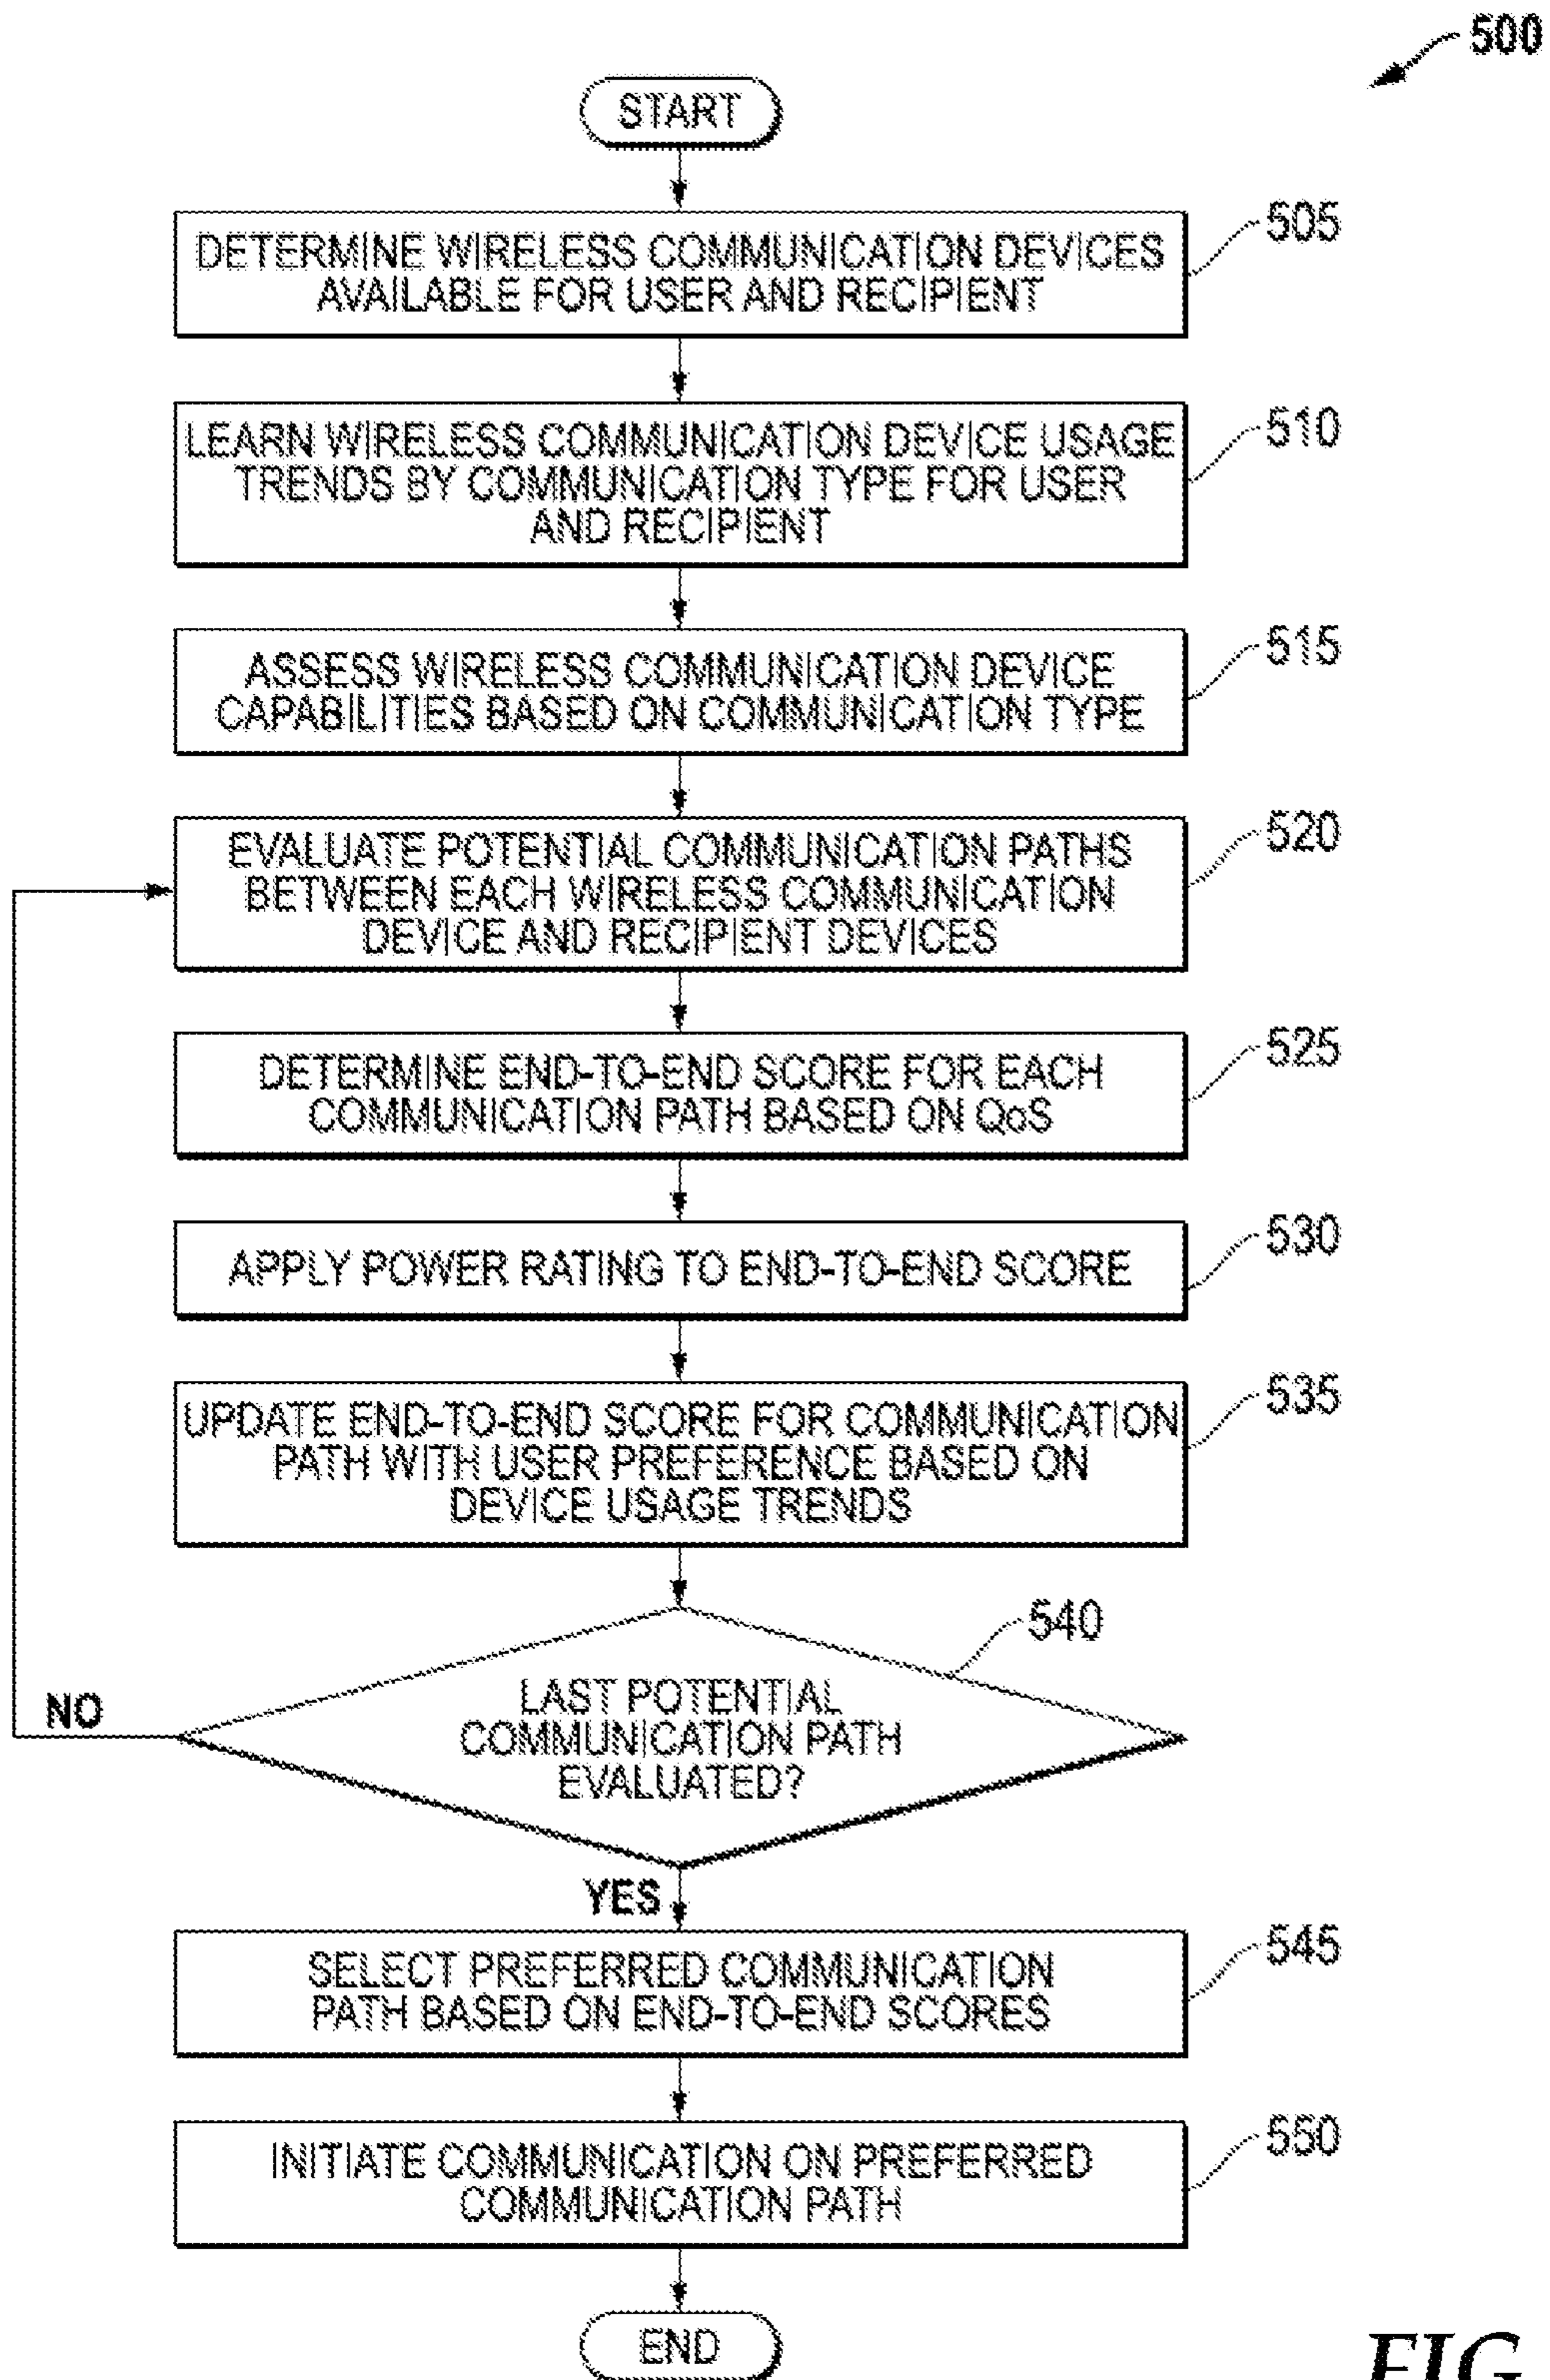 500
START
505
DETERMINE WIRELESS COMMUNICATION DEVICES
AVAILABLE FOR USER AND RECIPIENT
510
LEARN WIRELESS COMMUNICATION DEVICE USAGE
TRENDS BY COMMUNICATION TYPE FOR USER
AND RECIPIENT
515
ASSESS WIRELESS COMMUNICATION DEVICE
CAPABILITIES BASED ON COMMUNICATION TYPE
520
EVALUATE POTENTIAL COMMUNICATION PATHS
BETWEEN EACH WIRELESS COMMUNICATION
DEVICE AND RECIPIENT DEVICES
525
DETERMINE END-TO-END SCORE FOR EACH
COMMUNICATION PATH BASED ON QoS
530
APPLY POWER RATING TO END-TO-END SCORE
535
UPDATE END-TO-END SCORE FOR COMMUNICATION
PATH WITH USER PREFERENCE BASED ON
DEVICE USAGE TRENDS
540
LAST POTENTIAL
COMMUNICATION PATH
EVALUATED?
NO
YES
545
SELECT PREFERRED COMMUNICATION
PATH BASED ON END-TO-END SCORES
550
INITIATE COMMUNICATION ON PREFERRED
COMMUNICATION PATH
END
FIG